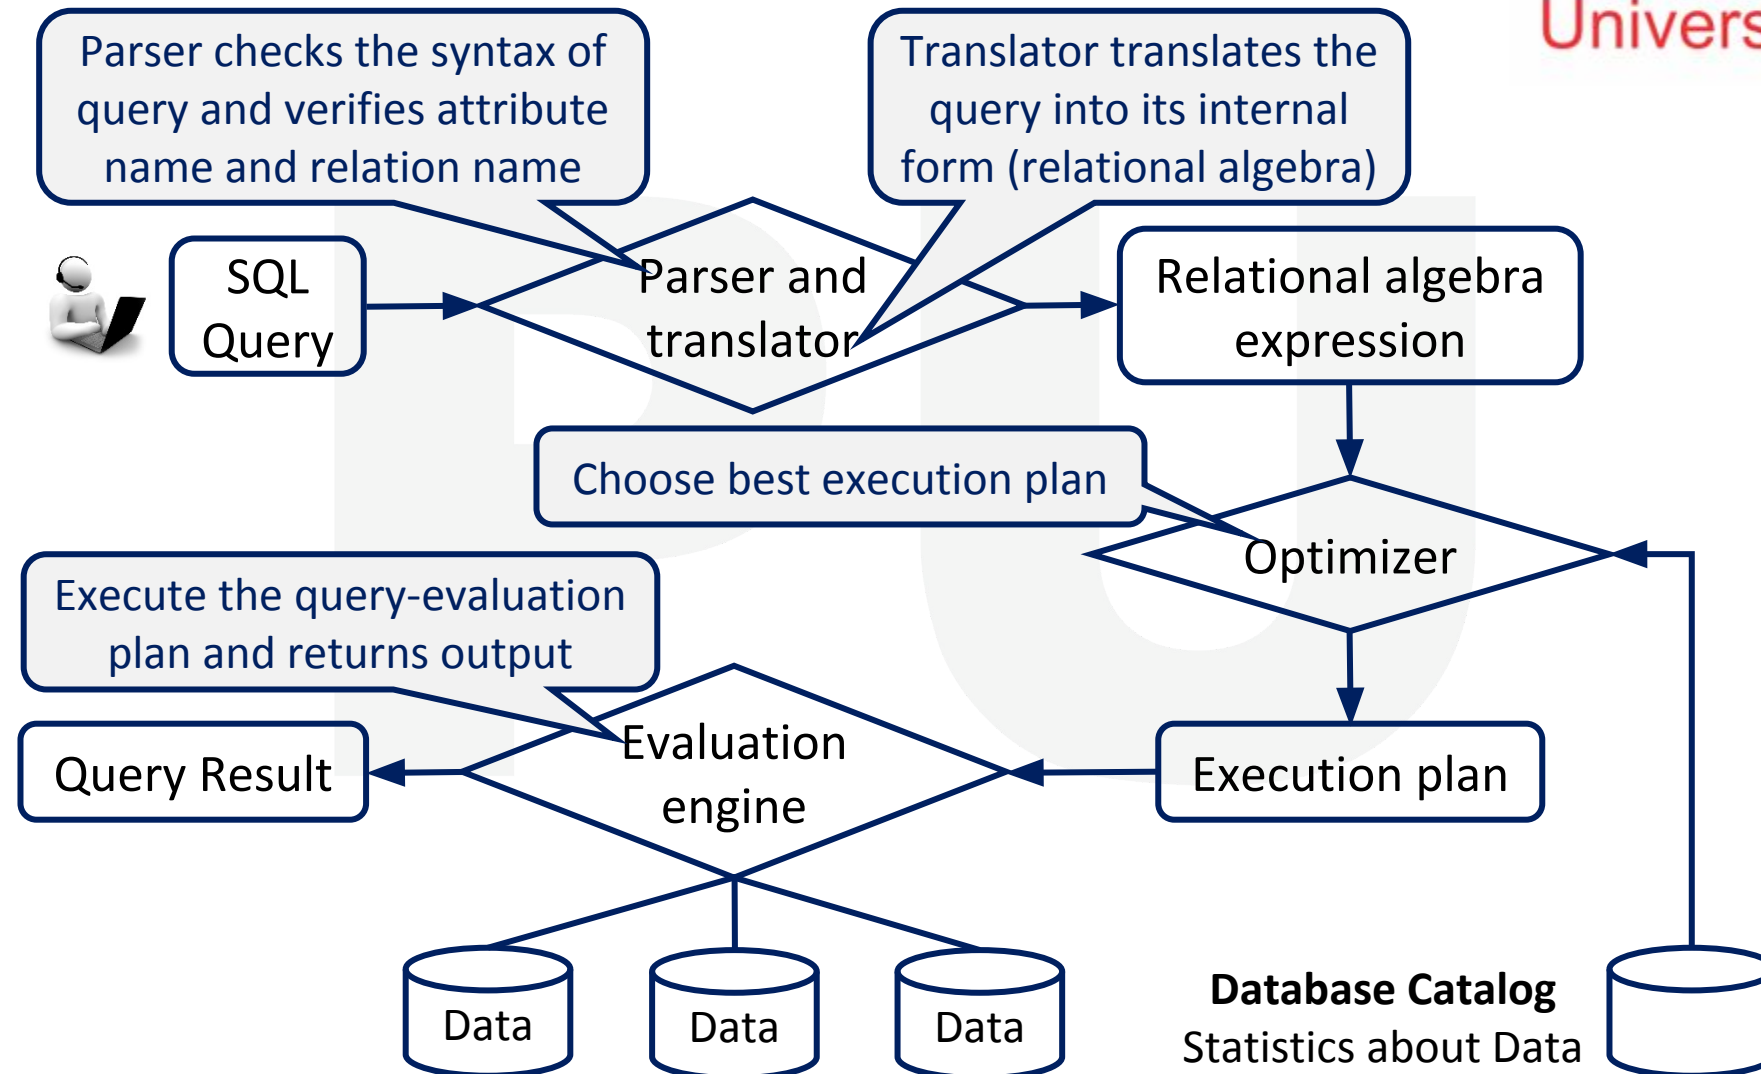 Univers
Parser checks the syntax of
query and verifies attribute
name and relation name
Translator translates the
query into its internal
form (relational algebra)
SQL
Query
Parser and
translator
Relational algebra
expression
Choose best execution plan
Optimizer
Execute the query-evaluation
plan and returns output
Query Result
Evaluation
engine
Execution plan
Data
Data
Data
Database Catalog
Statistics about Data
PU